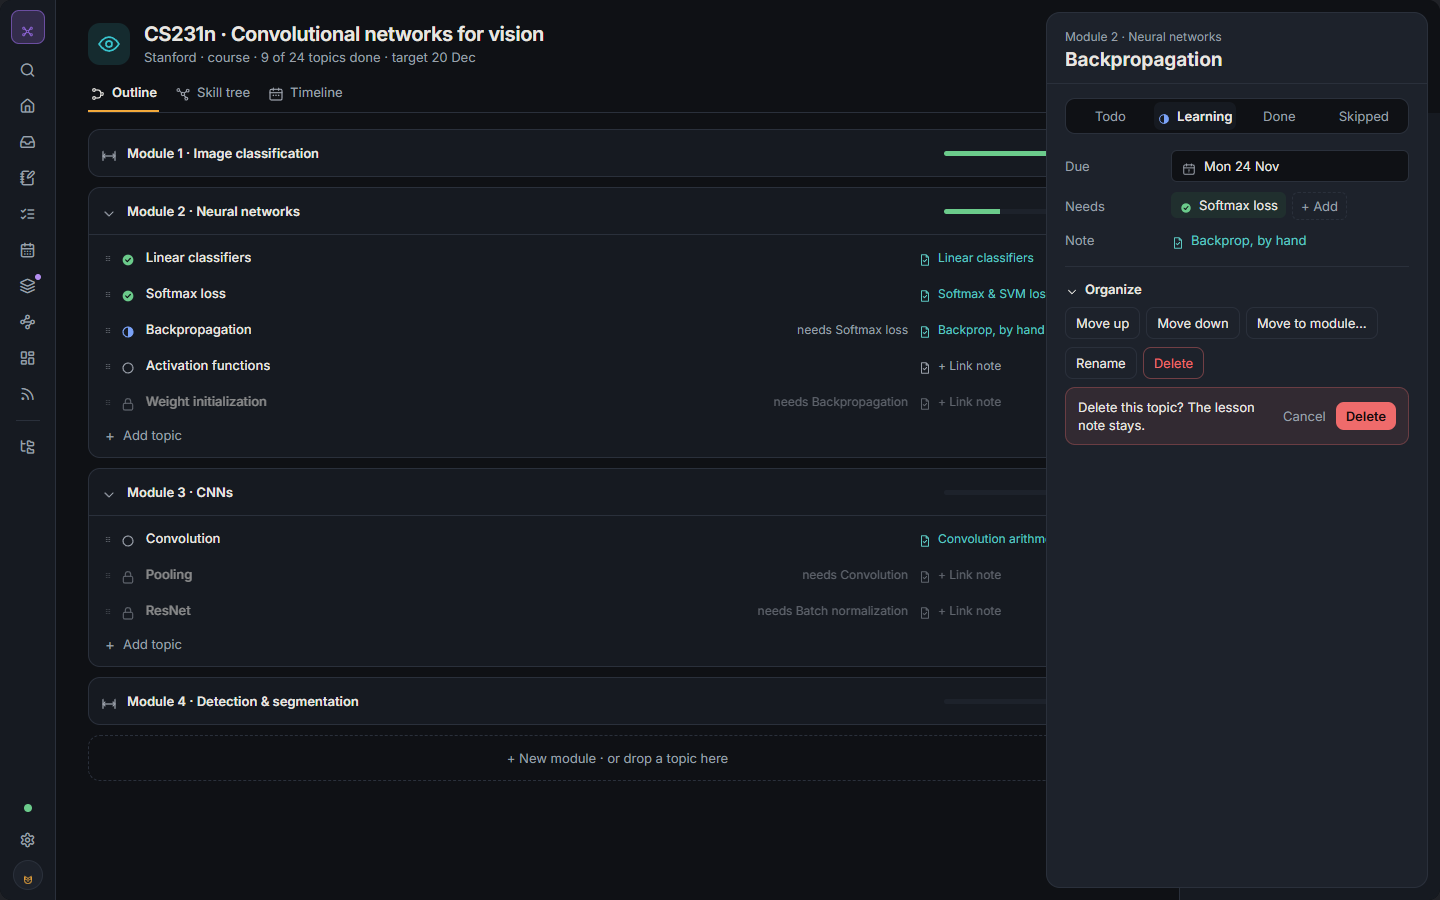 CS231n · Convolutional networks for vision
Stanford · course · 9 of 24 topics done · target 20 Dec
Outline
Skill tree
Timeline
Module 1 · Image classification
Module 2 · Neural networks
Linear classifiers
Linear classifiers
Softmax loss
Softmax & SVM los
Backpropagation
needs Softmax loss
Backprop, by hand
Activation functions
+ Link note
Weight initialization
needs Backpropagation
+ Link note
+ Add topic
Module 3 · CNNs
Convolution
Convolution arithm
Pooling
needs Convolution
+ Link note
ResNet
needs Batch normalization
+ Link note
+ Add topic
Module 4 · Detection & segmentation
+ New module · or drop a topic here
Module 2 · Neural networks
Backpropagation
Todo
Learning
Done
Skipped
Due
Mon 24 Nov
Needs
Softmax loss
+ Add
Note
Backprop, by hand
Organize
Move up
Move down
Move to module...
Rename
Delete
Delete this topic? The lesson
note stays.
Cancel
Delete